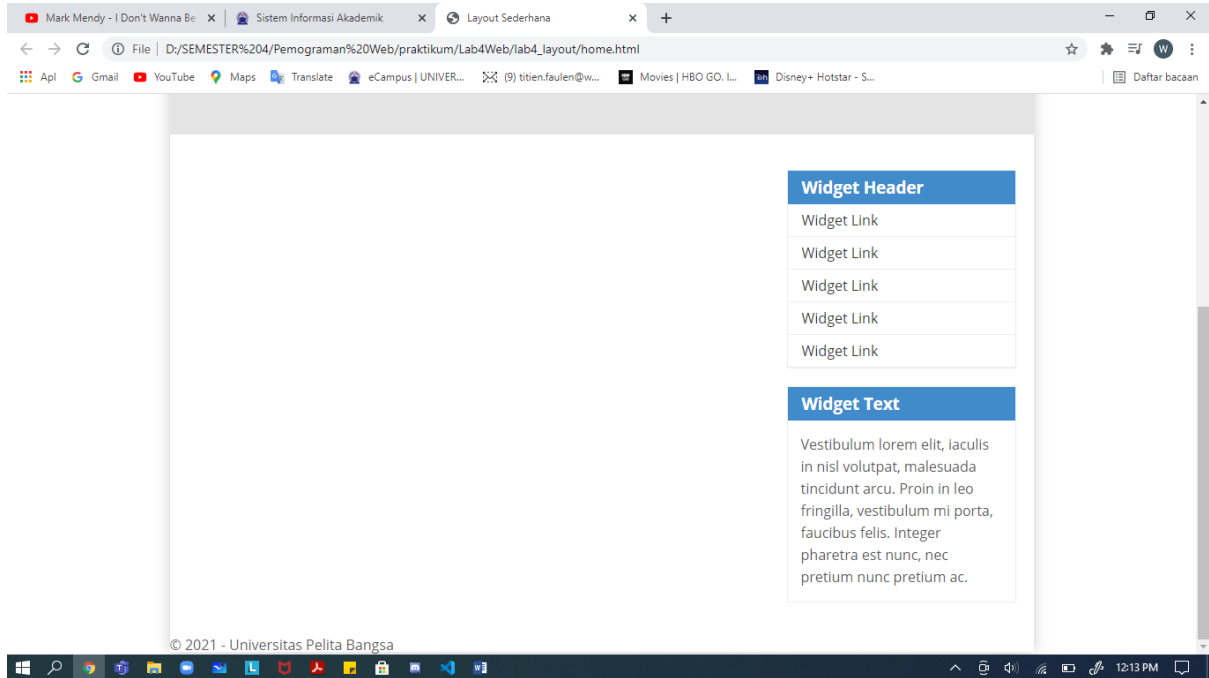 Mark Mendy - I Don't Wanna Be
Sistem Informasi Akademik
Layout Sederhana
File | D:/SEMESTER%204/Pemograman%20Web/praktikum/Lab4Web/lab4_layout/home.html
W
Apl Gmail YouTube Maps Translate eCampus | UNIVER... (9) titien.faulen@w... Movies | HBO GO. I... Disney+ Hotstar - S... Daftar bacaan
Widget Header
Widget Link
Widget Link
Widget Link
Widget Link
Widget Link
Widget Text
Vestibulum lorem elit, iaculis
in nisl volutpat, malesuada
tincidunt arcu. Proin in leo
fringilla, vestibulum mi porta,
faucibus felis. Integer
pharetra est nunc, nec
pretium nunc pretium ac.
© 2021 - Universitas Pelita Bangsa
12:13 PM